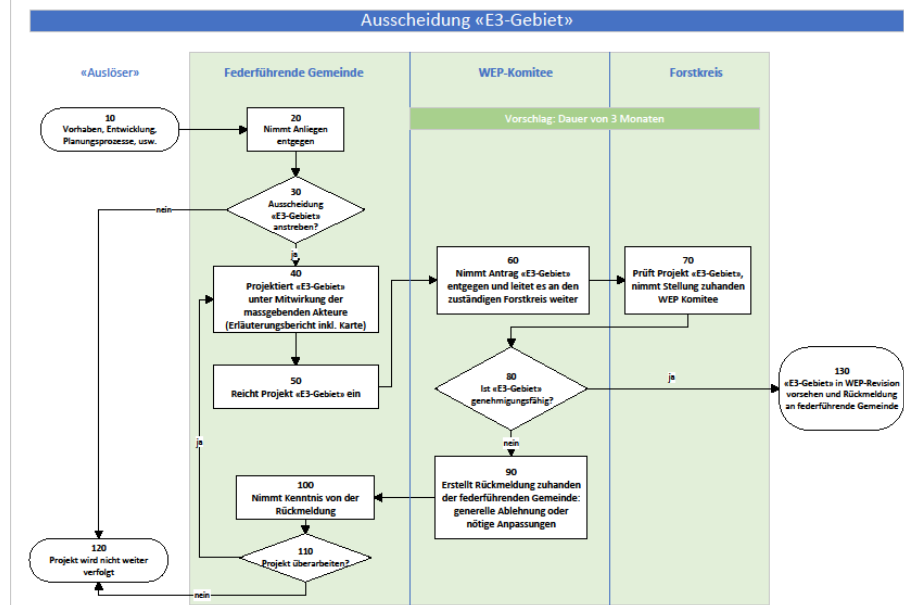 Ausscheidung «E3-Gebiet»
«Auslöser»
Federführende Gemeinde
WEP-Komitee
Forstkreis
Vorschlag: Dauer von 3 Monaten
10
Vorhaben, Entwicklung,
Planungsprozesse, usw.
20
Nimmt Anliegen
entgegen
30
Ausscheidung
«E3-Gebiet»
anstreben?
nein
ja
40
Projektiert «E3-Gebiet»
unter Mitwirkung der
massgebenden Akteure
(Erläuterungsbericht inkl. Karte)
50
Reicht Projekt «E3-Gebiet» ein
60
Nimmt Antrag «E3-Gebiet»
entgegen und leitet es an den
zuständigen Forstkreis weiter
70
Prüft Projekt «E3-Gebiet»,
nimmt Stellung zuhanden
WEP Komitee
80
Ist «E3-Gebiet»
genehmigungsfähig?
ja
nein
130
«E3-Gebiet» in WEP-Revision
vorsehen und Rückmeldung
an federführende Gemeinde
90
Erstellt Rückmeldung zuhanden
der federführenden Gemeinde:
generelle Ablehnung oder
nötige Anpassungen
100
Nimmt Kenntnis von der
Rückmeldung
110
Projekt überarbeiten?
ja
nein
120
Projekt wird nicht weiter
verfolgt